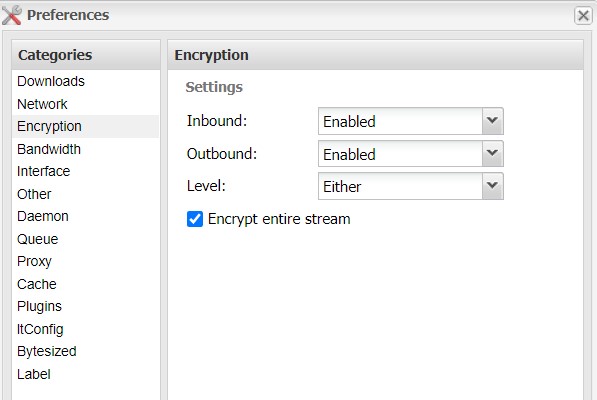 Preferences
Categories
Downloads
Network
Encryption
Bandwidth
Interface
Other
Daemon
Queue
Proxy
Cache
Plugins
ltConfig
Bytesized
Label
Encryption
Settings
Inbound: Enabled
Outbound: Enabled
Level: Either
Encrypt entire stream